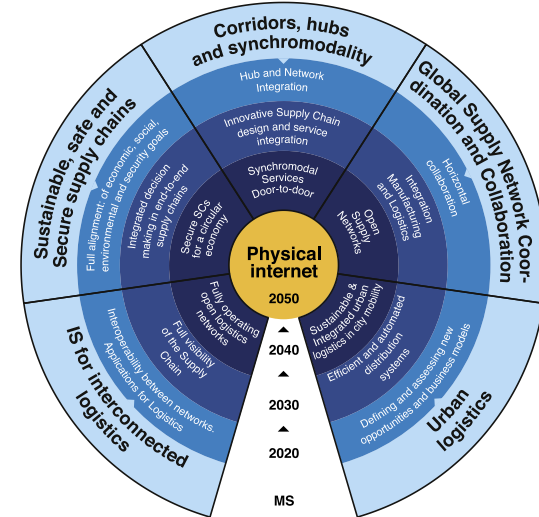 Corridors, hubs
and synchromodality
Hub and Network
Integration
Innovative Supply Chain
design and service
integration
Synchromodal
Services
Door-to-door
Global Supply Network Coor-
dination and Collaboration
Horizontal
collaboration
Integration
Manufacturing
and Logistics
Open
Supply
Networks
Urban
logistics
Defining and assessing new
opportunities and business models
Efficient and automated
distribution
systems
Sustainable &
Integrated urban
logistics in city mobility
IS for interconnected
logistics
Interoperability between networks.
Applications for Logistics
Full visibility
of the Supply
Chain
Fully operating
open logistics
networks
Sustainable, safe and
Secure supply chains
Full alignment: of economic, social,
environmental and security goals
Integrated decision
making in end-to-end
supply chains
Secure SCs
for a circular
economy
Physical
internet
2050
2040
2030
2020
MS